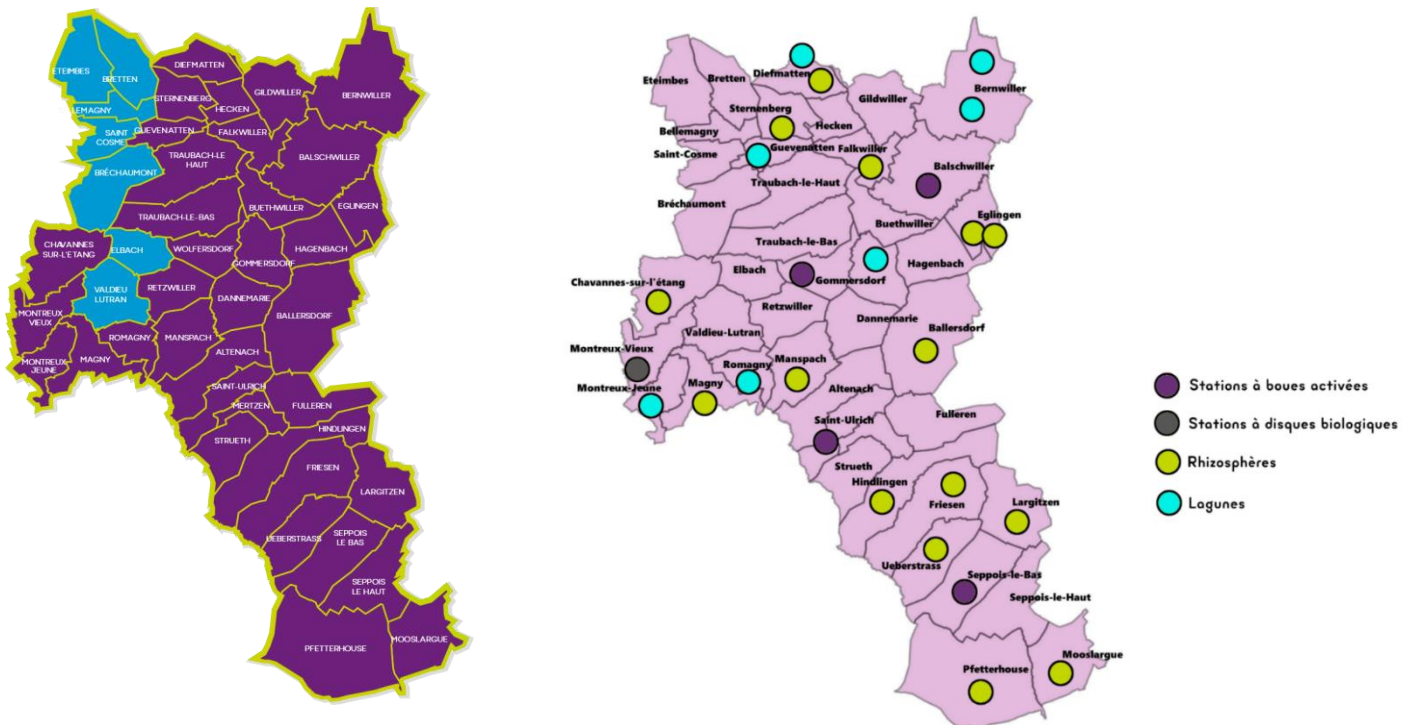 ETEIMBES
BRETTEN
LEMAGNY
SAINT
COSME
BRÉCHAUMONT
DIEFMATTEN
STERNENBERG
HECKEN
GILDWILLER
BERNWILLER
GUEVENATTEN
FALKWILLER
TRAUBACH-LE
HAUT
BALSCHWILLER
TRAUBACH-LE-BAS
BUETHWILLER
EGLINGEN
CHAVANNES
SUR-L'ETANG
ELBACH
WOLFERSDORF
GOMMERSDORF
HAGENBACH
VALDIEU
LUTRAN
RETZWILLER
DANNEMARIE
BALLERSDORF
MONTREUX
VIEUX
ROMAGNY
MANSPACH
MONTREUX
JEUNE
MAGNY
ALTENACH
SAINT-ULRICH
MERTZEN
FULLEREN
STRUETH
HINDLINGEN
FRIESEN
LARGITZEN
UEBERSTRASS
SEPPOIS
LE BAS
SEPPOIS
LE HAUT
PFETTERHOUSE
MOOSLARGUE
Eteimbes
Bretten
Diefmatten
Gildwiller
Bernwiller
Sternenberg
Hecken
Bellemagny
Guevenatten
Falkwiller
Saint-Cosme
Traubach-le-Haut
Balschwiller
Bréchaumont
Buethwiller
Eglingen
Traubach-le-Bas
Hagenbach
Elbach
Chavannes-sur-l'étang
Gommersdorf
Retzwiller
Dannemarie
Valdieu-Lutran
Ballersdorf
Montreux-Vieux
Romagny
Manspach
Montreux-Jeune
Magny
Altenach
Saint-Ulrich
Fulleren
Strueth
Hindlingen
Friesen
Largitzen
Ueberstrass
Seppois-le-Bas
Seppois-le-Haut
Mooslargue
Pfetterhouse
Stations à boues activées
Stations à disques biologiques
Rhizosphères
Lagunes